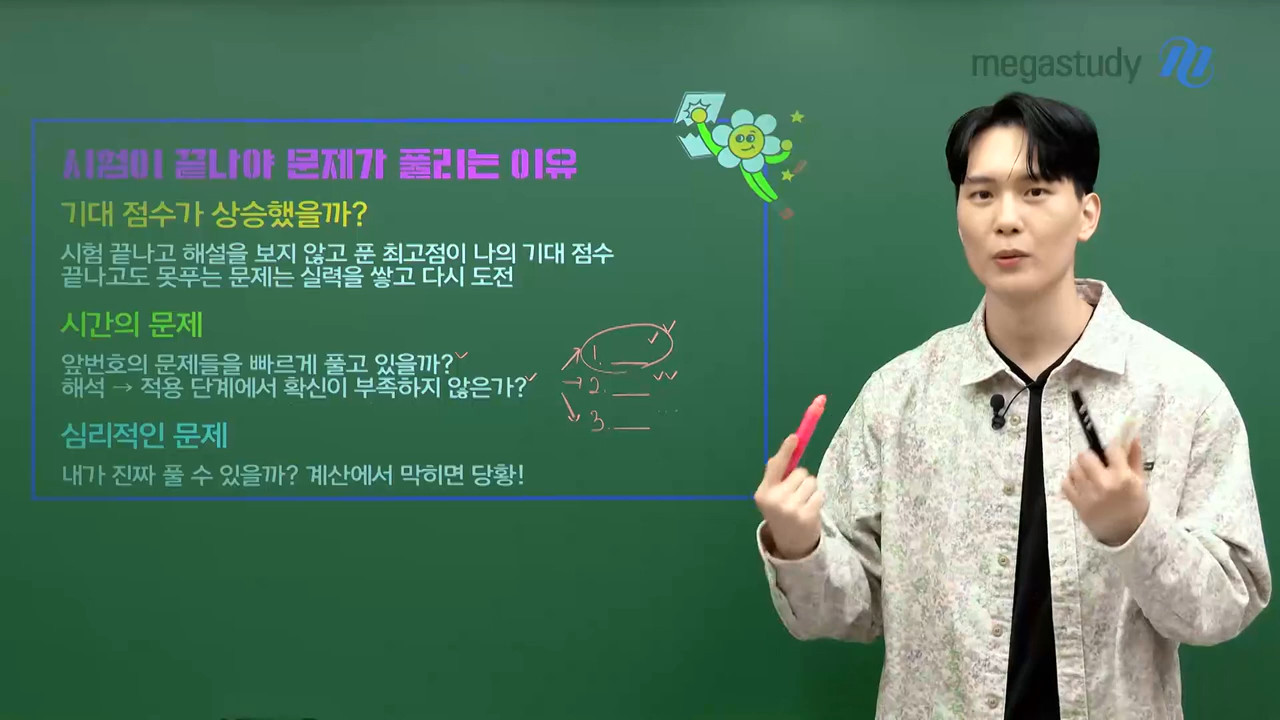 megastudy
시험이 끝나야 문제가 풀리는 이유
기대 점수가 상승했을까?
시험 끝나고 해설을 보지 않고 푼 최고점이 나의 기대 점수
끝나고도 못푸는 문제는 실력을 쌓고 다시 도전
시간의 문제
앞번호의 문제들을 빠르게 풀고 있을까?
해석 → 적용 단계에서 확신이 부족하지 않은가?
1.
2.
3.
심리적인 문제
내가 진짜 풀 수 있을까? 계산에서 막히면 당황!